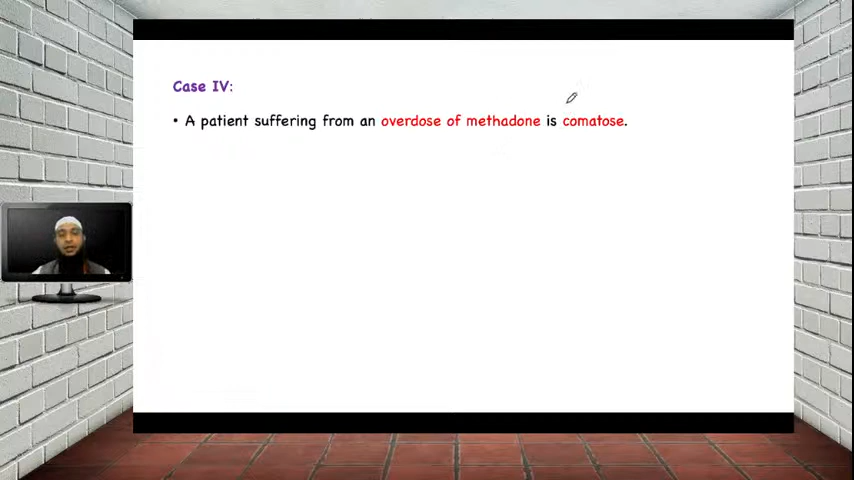 Case IV:
• A patient suffering from an overdose of methadone is comatose.